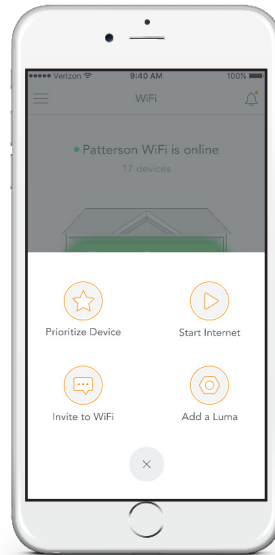 Verizon 9:40 AM 100%
WiFi
Patterson WiFi is online
17 devices
Prioritize Device Start Internet
Invite to WiFi Add a Luma